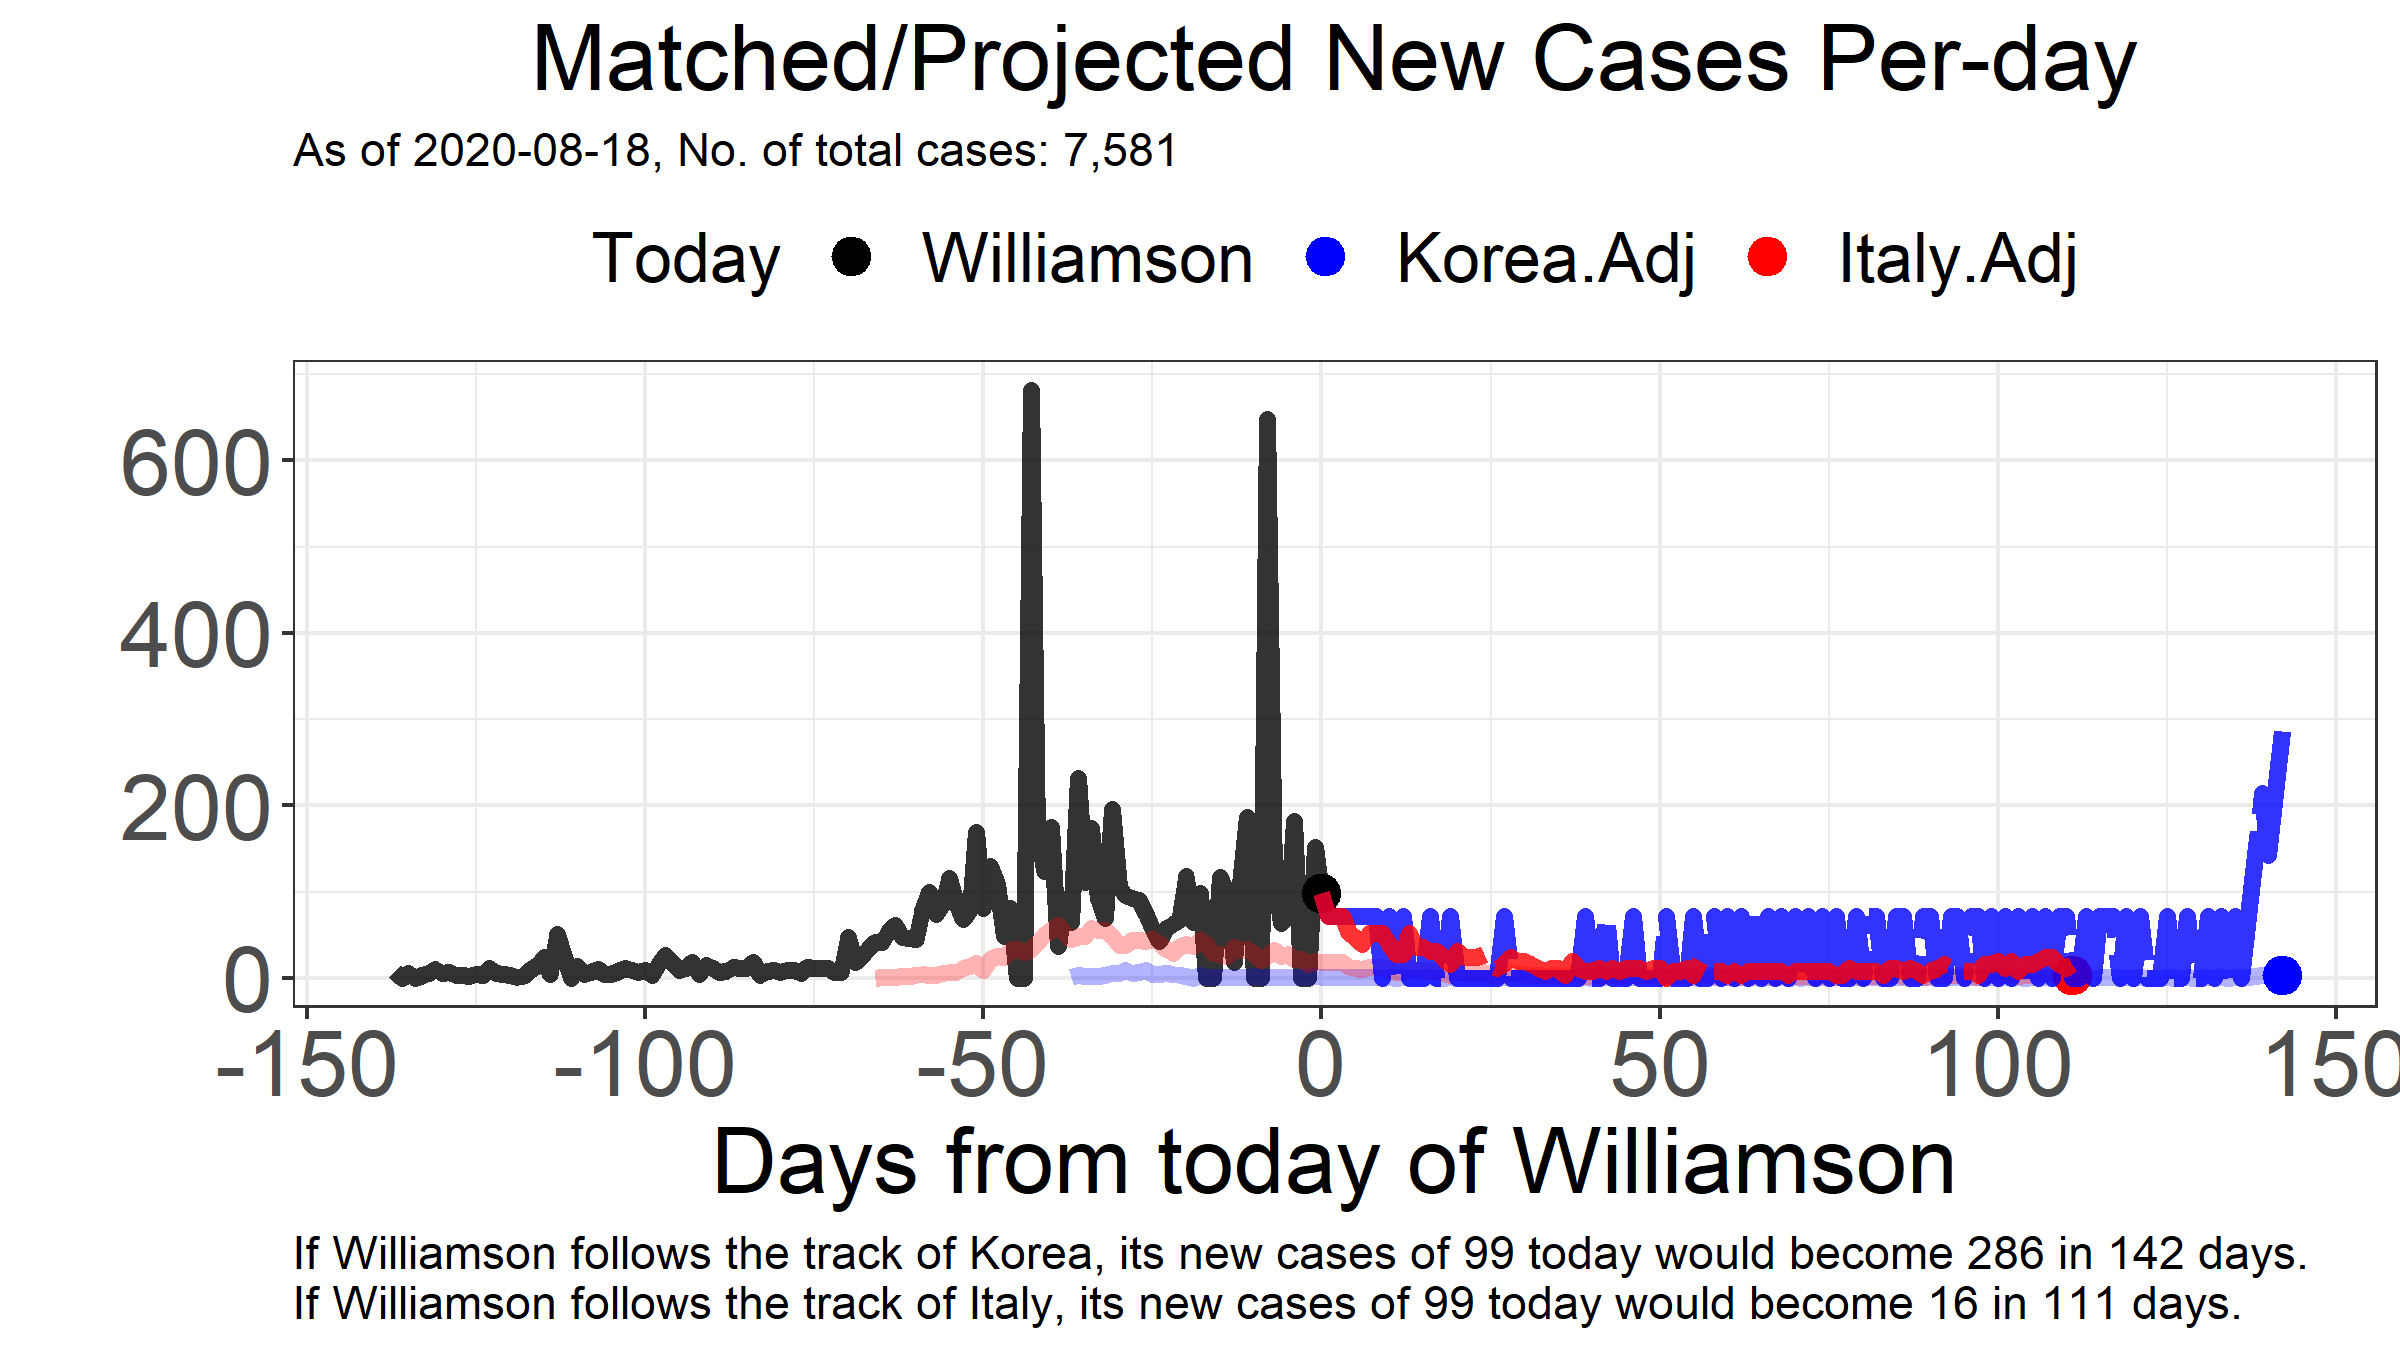 Matched/Projected New Cases Per-day
As of 2020-08-18, No. of total cases: 7,581
Today Williamson Korea.Adj Italy.Adj
600
400
200
0
-150 -100 -50 0 50 100 150
Days from today of Williamson
If Williamson follows the track of Korea, its new cases of 99 today would become 286 in 142 days.
If Williamson follows the track of Italy, its new cases of 99 today would become 16 in 111 days.